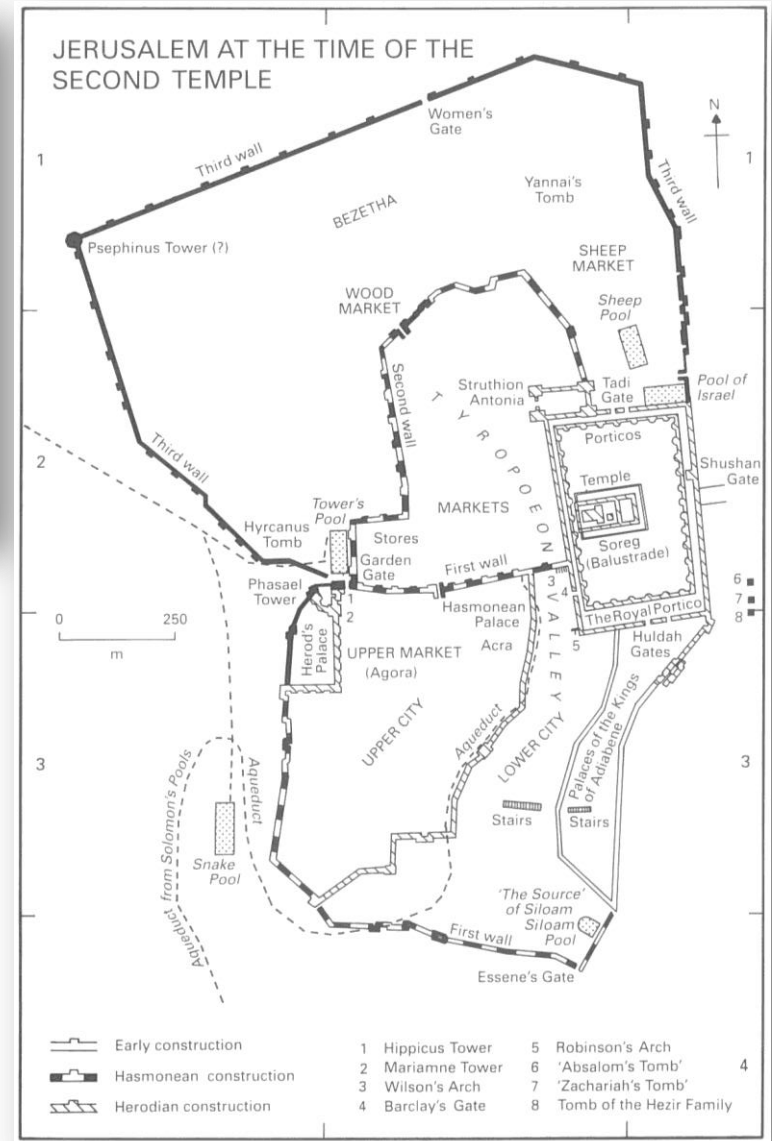 JERUSALEM AT THE TIME OF THE
SECOND TEMPLE
N
1
1
Women's
Gate
Third wall
Yannai's
Tomb
Third wall
BEZETHA
Psephinus Tower (?)
SHEEP
MARKET
WOOD
MARKET
Sheep
Pool
Second wall
Struthion
Antonia
Tadi
Gate
Pool of
Israel
TYROPOEON
VALLEY
Porticos
2
Third wall
Shushan
Gate
Temple
Tower's
Pool
MARKETS
Hyrcanus
Tomb
Stores
Soreg
(Balustrade)
Garden
Gate
First wall
Phasael
Tower
1
2
3
4
6
7
8
Hasmonean
Palace
The Royal Portico
0 250
m
Herod's
Palace
UPPER MARKET
(Agora)
Acra
5
Huldah
Gates
UPPER CITY
Aqueduct
LOWER CITY
Palaces of the Kings
of Adiabene
3
3
Aqueduct
Aqueduct from Solomon's Pools
Stairs
Stairs
Snake
Pool
'The Source'
of Siloam
Siloam
Pool
First wall
Essene's Gate
Early construction
Hasmonean construction
Herodian construction
1 Hippicus Tower
2 Mariamne Tower
3 Wilson's Arch
4 Barclay's Gate
5 Robinson's Arch
6 'Absalom's Tomb'
7 'Zachariah's Tomb'
8 Tomb of the Hezir Family
4